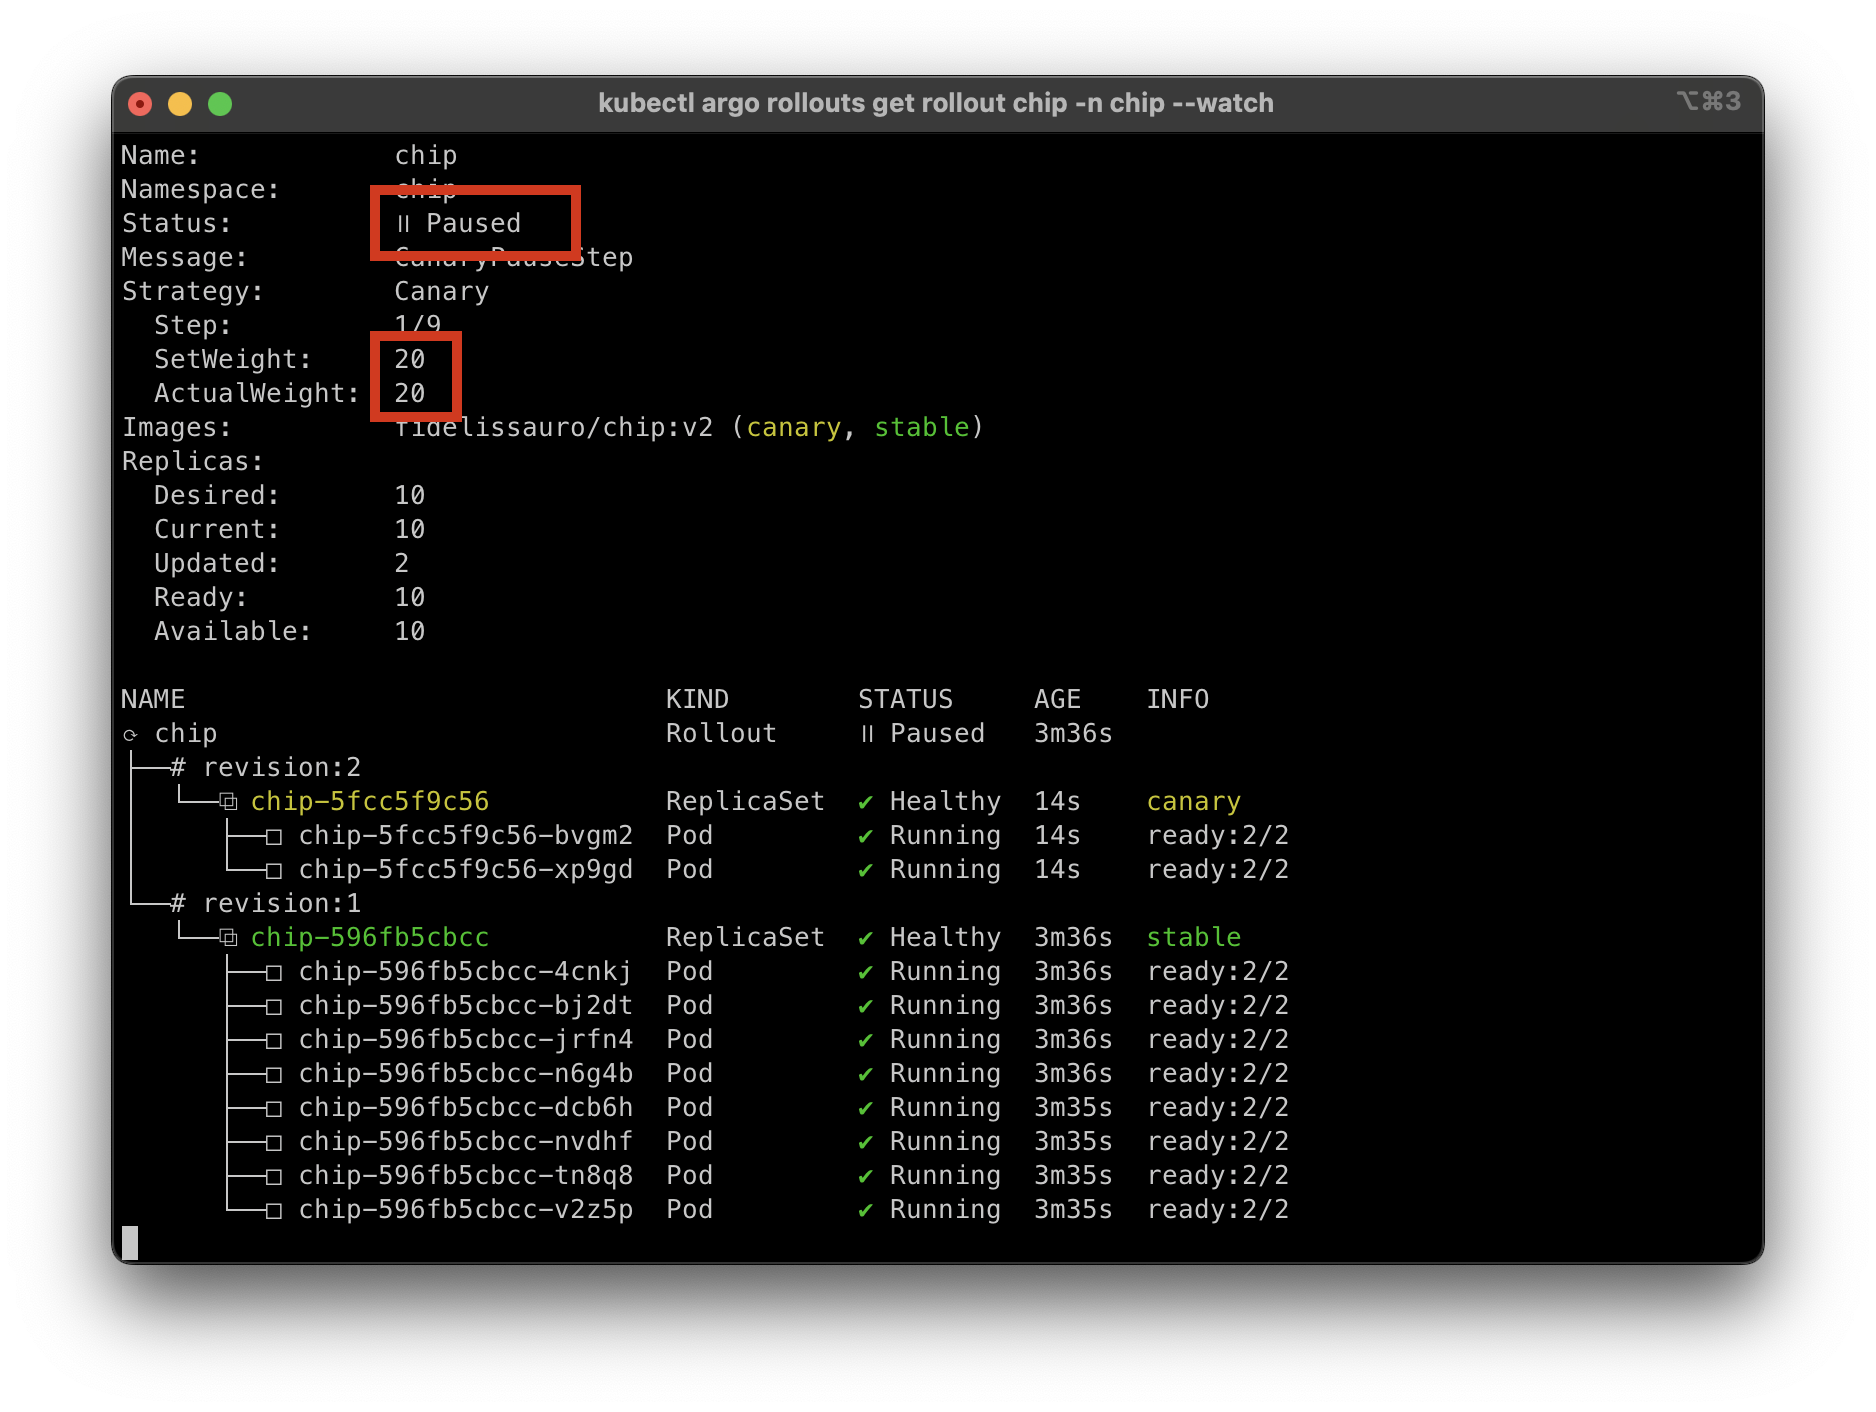 kubectl argo rollouts get rollout chip -n chip --watch ⌥⌘3
Name: chip
Namespace: chip
Status: ॥ Paused
Message: CanaryPauseStep
Strategy: Canary
Step: 1/9
SetWeight: 20
ActualWeight: 20
Images: fidelissauro/chip:v2 (canary, stable)
Replicas:
Desired: 10
Current: 10
Updated: 2
Ready: 10
Available: 10
NAME KIND STATUS AGE INFO
⟳ chip Rollout ॥ Paused 3m36s
├──# revision:2
│  └──⧉ chip-5fcc5f9c56 ReplicaSet ✔ Healthy 14s canary
│     ├──□ chip-5fcc5f9c56-bvgm2 Pod ✔ Running 14s ready:2/2
│     └──□ chip-5fcc5f9c56-xp9gd Pod ✔ Running 14s ready:2/2
└──# revision:1
   └──⧉ chip-596fb5cbcc ReplicaSet ✔ Healthy 3m36s stable
      ├──□ chip-596fb5cbcc-4cnkj Pod ✔ Running 3m36s ready:2/2
      ├──□ chip-596fb5cbcc-bj2dt Pod ✔ Running 3m36s ready:2/2
      ├──□ chip-596fb5cbcc-jrfn4 Pod ✔ Running 3m36s ready:2/2
      ├──□ chip-596fb5cbcc-n6g4b Pod ✔ Running 3m36s ready:2/2
      ├──□ chip-596fb5cbcc-dcb6h Pod ✔ Running 3m35s ready:2/2
      ├──□ chip-596fb5cbcc-nvdhf Pod ✔ Running 3m35s ready:2/2
      ├──□ chip-596fb5cbcc-tn8q8 Pod ✔ Running 3m35s ready:2/2
      └──□ chip-596fb5cbcc-v2z5p Pod ✔ Running 3m35s ready:2/2